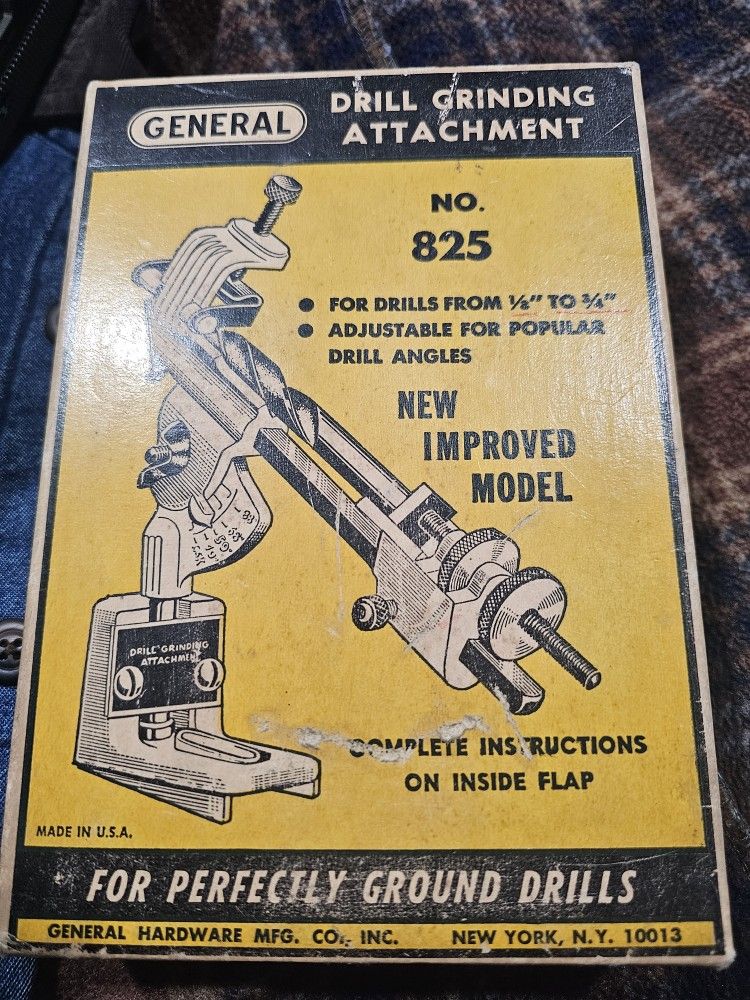 GENERAL
DRILL GRINDING
ATTACHMENT
NO.
825
● FOR DRILLS FROM 1/8" TO 3/4"
● ADJUSTABLE FOR POPULAR
DRILL ANGLES
NEW
IMPROVED
MODEL
DRILL GRINDING
ATTACHMENT
COMPLETE INSTRUCTIONS
ON INSIDE FLAP
MADE IN U.S.A.
FOR PERFECTLY GROUND DRILLS
GENERAL HARDWARE MFG. CO., INC. NEW YORK, N.Y. 10013